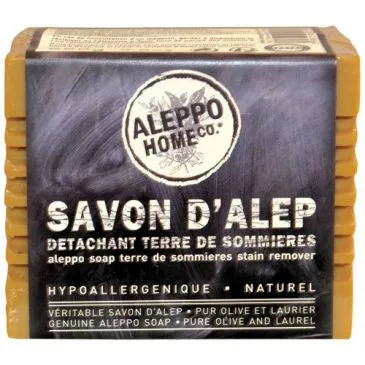 ALEPPO
HOME CO.®
SAVON D'ALEP
DETACHANT TERRE DE SOMMIERES
aleppo soap terre de sommieres stain remover
HYPOALLERGENIQUE • NATUREL
VÉRITABLE SAVON D'ALEP • PUR OLIVE ET LAURIER
GENUINE ALEPPO SOAP • PURE OLIVE AND LAUREL